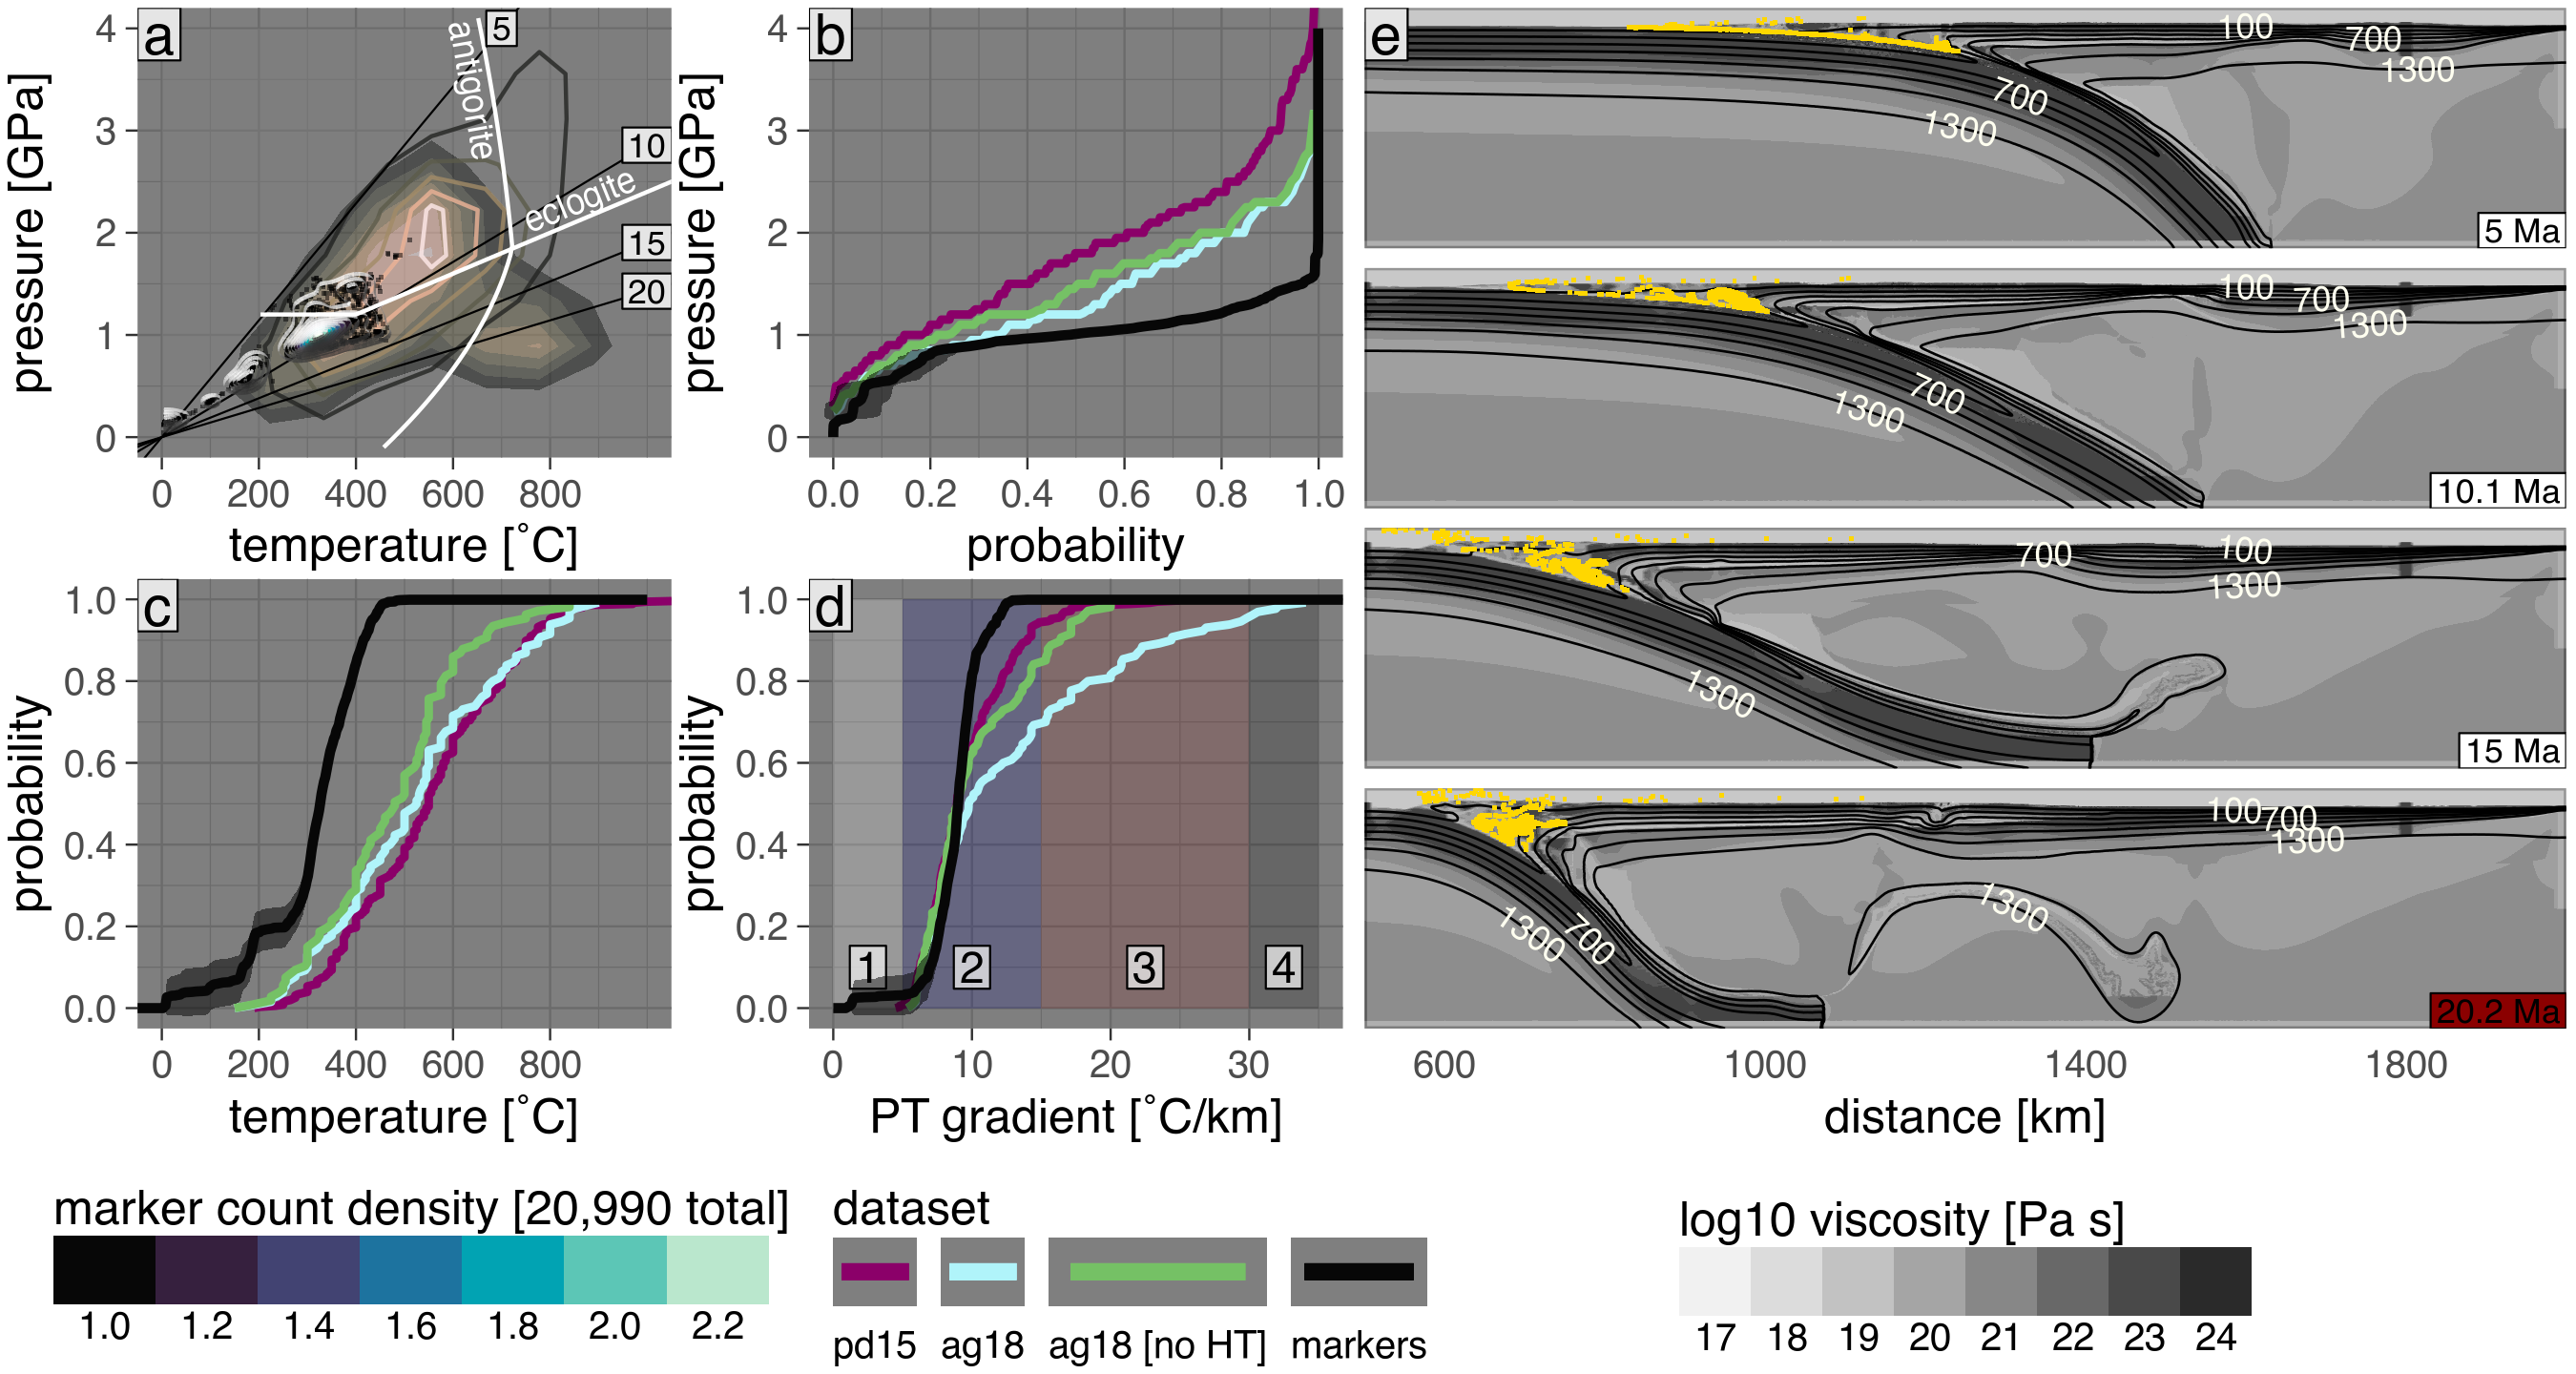 a
pressure [GPa]
4
3
2
1
0
antigorite
5
10
eclogite
15
20
0 200 400 600 800
temperature [˚C]
b
pressure [GPa]
4
3
2
1
0
0.0 0.2 0.4 0.6 0.8 1.0
probability
c
probability
1.0
0.8
0.6
0.4
0.2
0.0
0 200 400 600 800
temperature [˚C]
d
probability
1.0
0.8
0.6
0.4
0.2
0.0
1 2 3 4
0 10 20 30
PT gradient [˚C/km]
e
100
700
1300
700
1300
5 Ma
100
700
1300
700
1300
10.1 Ma
700
100
1300
1300
15 Ma
100
700
1300
1300
700
1300
20.2 Ma
600 1000 1400 1800
distance [km]
marker count density [20,990 total]
1.0 1.2 1.4 1.6 1.8 2.0 2.2
dataset
pd15 ag18 ag18 [no HT] markers
log10 viscosity [Pa s]
17 18 19 20 21 22 23 24